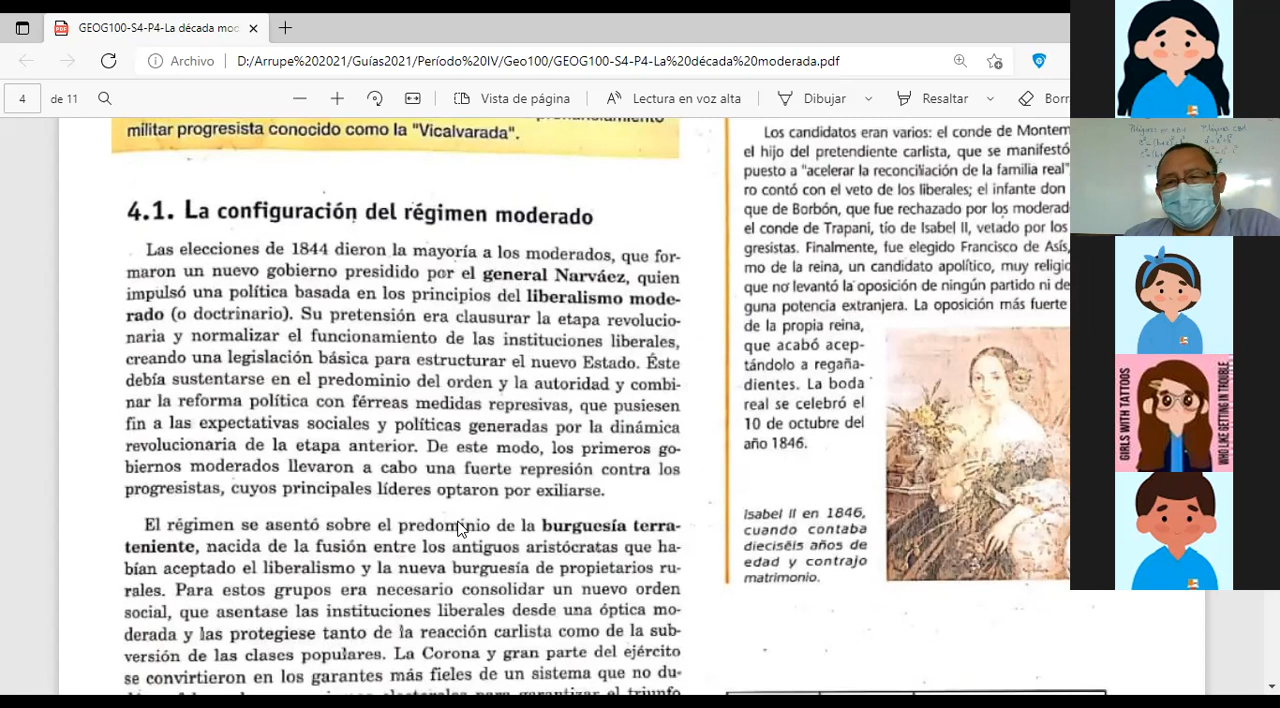 GEOG100-S4-P4-La década mod
Archivo
D:/Arrupe%202021/Guías2021/Período%20IV/Geo100/GEOG100-S4-P4-La%20década%20moderada.pdf
4
de 11
Vista de página
Lectura en voz alta
Dibujar
Resaltar
Borr
militar progresista conocido como la "Vicalvarada".
4.1. La configuración del régimen moderado
Las elecciones de 1844 dieron la mayoría a los moderados, que for-
maron un nuevo gobierno presidido por el general Narváez, quien
impulsó una política basada en los principios del liberalismo mode-
rado (o doctrinario). Su pretensión era clausurar la etapa revolucio-
naria y normalizar el funcionamiento de las instituciones liberales,
creando una legislación básica para estructurar el nuevo Estado. Éste
debía sustentarse en el predominio del orden y la autoridad y combi-
nar la reforma política con férreas medidas represivas, que pusiesen
fin a las expectativas sociales y políticas generadas por la dinámica
revolucionaria de la etapa anterior. De este modo, los primeros go-
biernos moderados llevaron a cabo una fuerte represión contra los
progresistas, cuyos principales líderes optaron por exiliarse.
El régimen se asentó sobre el predominio de la burguesía terra-
teniente, nacida de la fusión entre los antiguos aristócratas que ha-
bían aceptado el liberalismo y la nueva burguesía de propietarios ru-
rales. Para estos grupos era necesario consolidar un nuevo orden
social, que asentase las instituciones liberales desde una óptica mo-
derada y las protegiese tanto de la reacción carlista como de la sub-
versión de las clases populares. La Corona y gran parte del ejército
se convirtieron en los garantes más fieles de un sistema que no du-
Los candidatos eran varios: el conde de Montem
el hijo del pretendiente carlista, que se manifestó
puesto a "acelerar la reconciliación de la familia real"
ro contó con el veto de los liberales; el infante don
que de Borbón, que fue rechazado por los moderad
el conde de Trapani, tío de Isabel II, vetado por los
gresistas. Finalmente, fue elegido Francisco de Asís,
mo de la reina, un candidato apolítico, muy religio
que no levantó la oposición de ningún partido ni de
guna potencia extranjera. La oposición más fuerte
de la propia reina,
que acabó acep-
tándolo a regaña-
dientes. La boda
real se celebró el
10 de octubre del
año 1846.
Isabel II en 1846,
cuando contaba
dieciséis años de
edad y contrajo
matrimonio.
GIRLS WITH TATTOOS
WHO LIKE GETTING IN TROUBLE